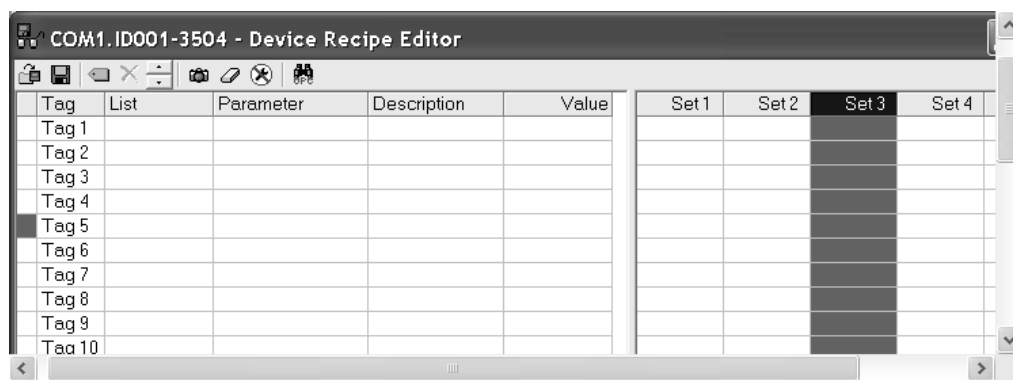 COM1.ID001-3504 - Device Recipe Editor
OPC
Tag List Parameter Description Value Set 1 Set 2 Set 3 Set 4
Tag 1
Tag 2
Tag 3
Tag 4
Tag 5
Tag 6
Tag 7
Tag 8
Tag 9
Tag 10